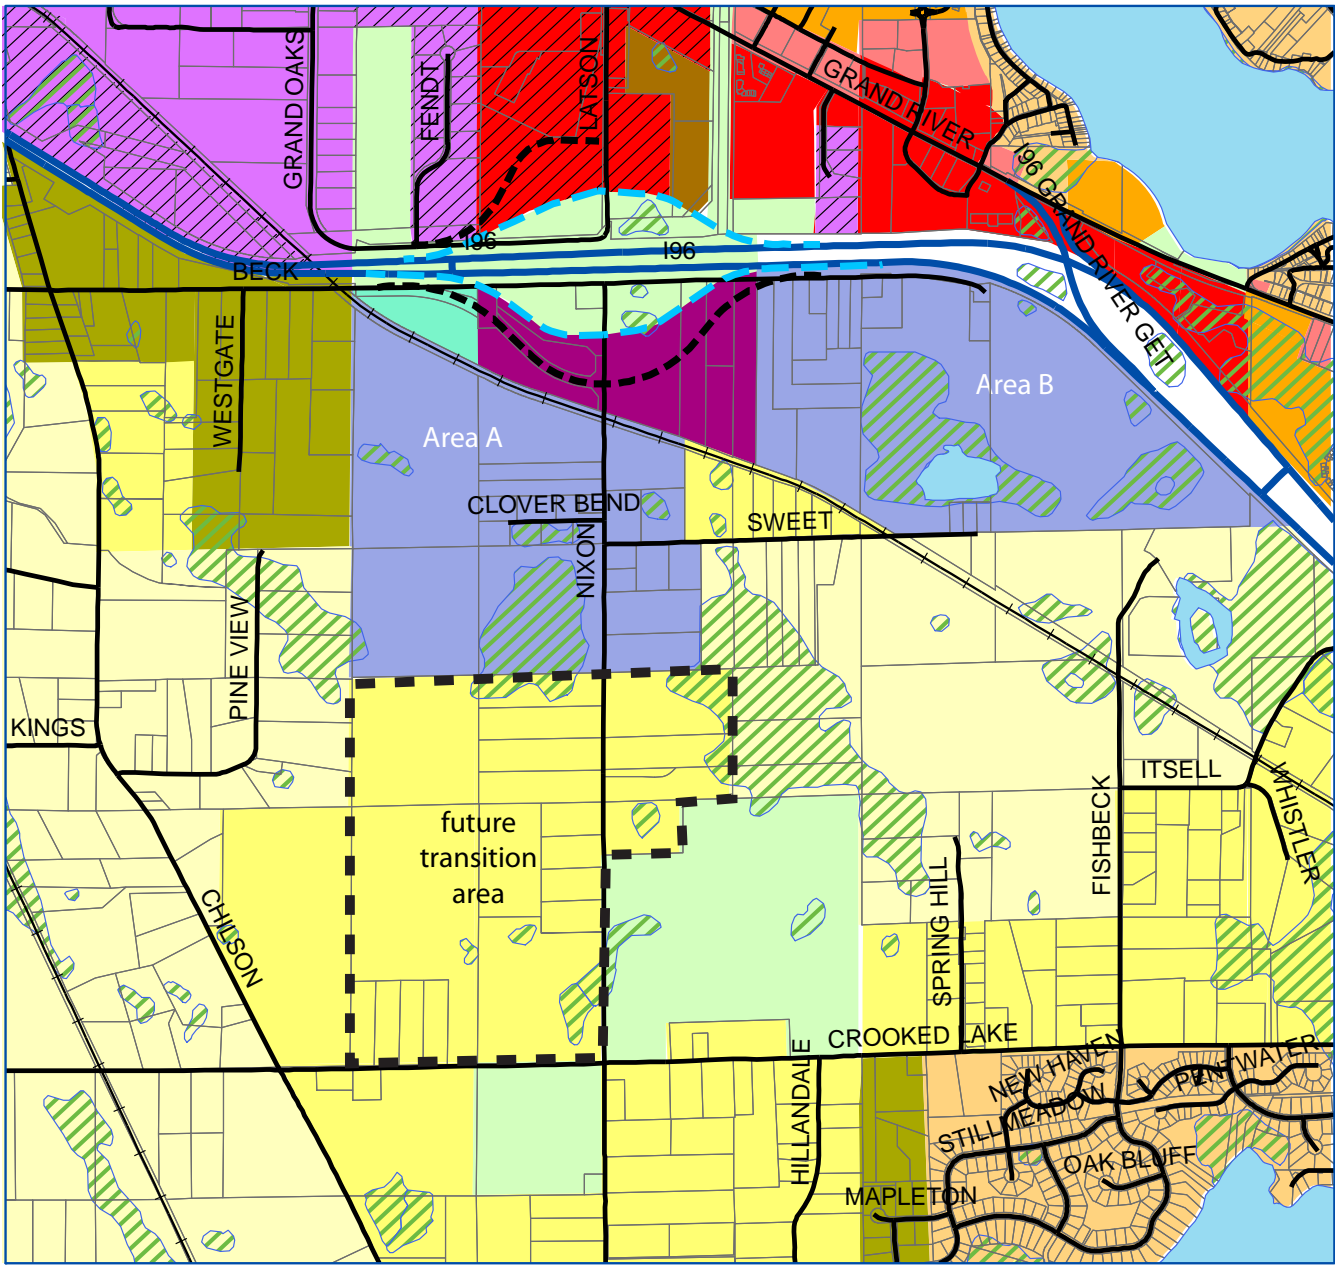 GRAND OAKS
FENDT
LATSON
GRAND RIVER
I96 GRAND RIVER GET
I96
I96
BECK
WESTGATE
Area A
Area B
CLOVER BEND
NIXON
SWEET
PINE VIEW
KINGS
ITSELL
WHISTLER
FISHBECK
future
transition
area
CHILSON
SPRING HILL
CROOKED LAKE
HILLANDALE
NEW HAVEN
PENTWATER
STILLMEADOW
OAK BLUFF
MAPLETON